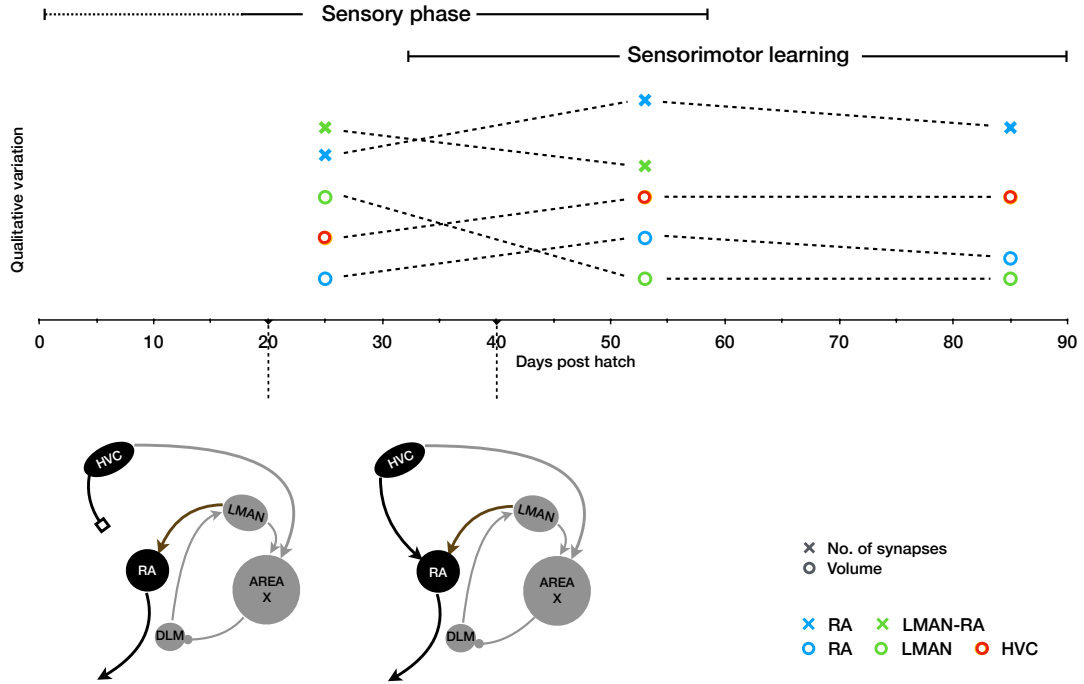 Sensory phase
Sensorimotor learning
Qualitative variation
0 10 20 30 40 50 60 70 80 90
Days post hatch
HVC
LMAN
RA
AREA
X
DLM
HVC
LMAN
RA
AREA
X
DLM
No. of synapses
Volume
RA LMAN-RA
RA LMAN HVC